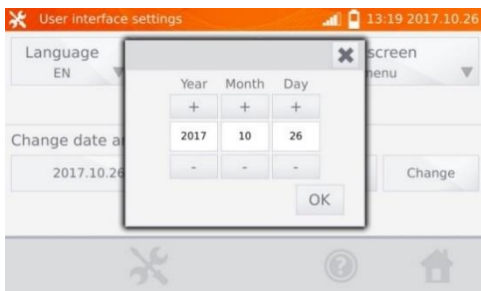 User interface settings 13:19 2017.10.26
Language screen
EN enu
Year Month Day
+ + +
Change date a
2017 10 26
2017.10.26 - - - Change
OK